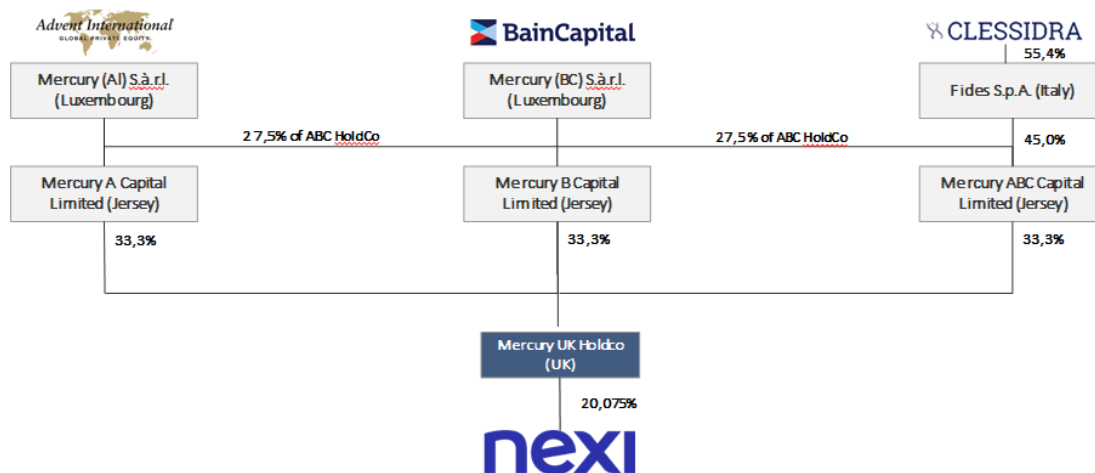 Advent International
GLOBAL PRIVATE EQUITY
BainCapital
CLESSIDRA
55,4%
Mercury (AI) S.à.r.l.
(Luxembourg)
Mercury (BC) S.à.r.l.
(Luxembourg)
Fides S.p.A. (Italy)
27,5% of ABC HoldCo
27,5% of ABC HoldCo
45,0%
Mercury A Capital
Limited (Jersey)
Mercury B Capital
Limited (Jersey)
Mercury ABC Capital
Limited (Jersey)
33,3%
33,3%
33,3%
Mercury UK Holdco
(UK)
20,075%
nexi